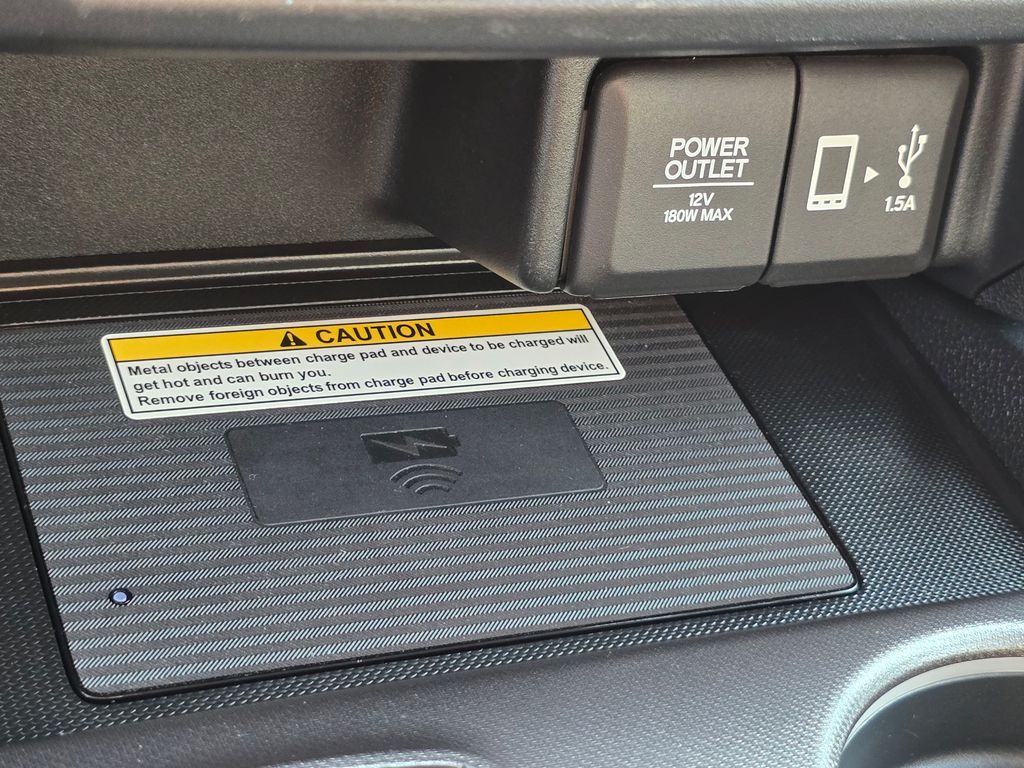 POWER
OUTLET
12V
180W MAX
1.5A
CAUTION
Metal objects between charge pad and device to be charged will
get hot and can burn you.
Remove foreign objects from charge pad before charging device.